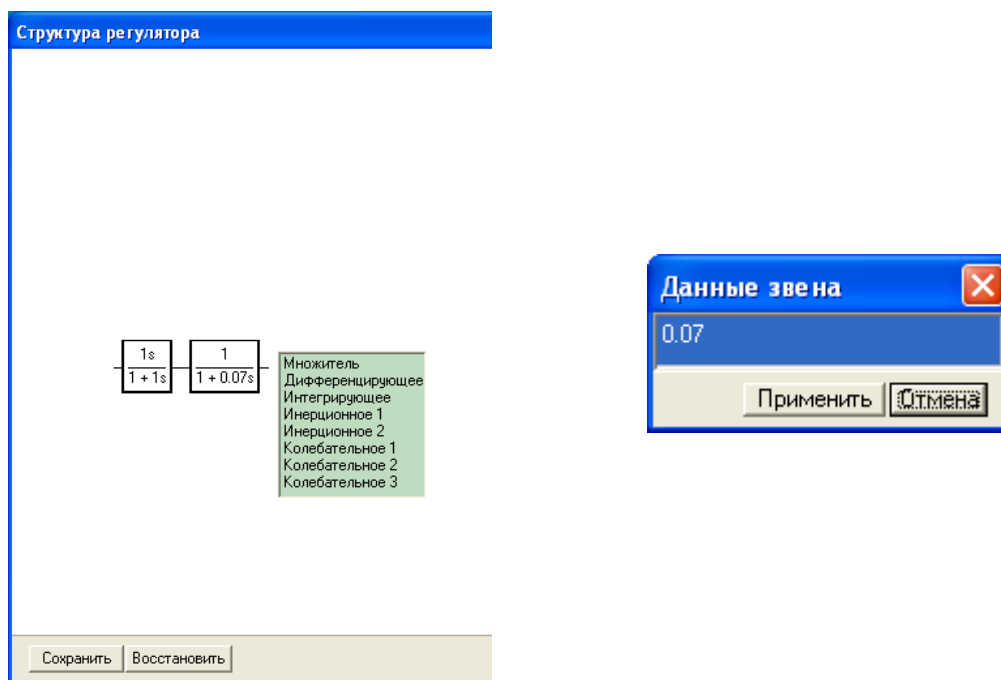 Структура регулятора
1s
1 + 1s
1
1 + 0.07s
Множитель
Дифференцирующее
Интегрирующее
Инерционное 1
Инерционное 2
Колебательное 1
Колебательное 2
Колебательное 3
Сохранить Восстановить
Данные звена
0.07
Применить Отмена